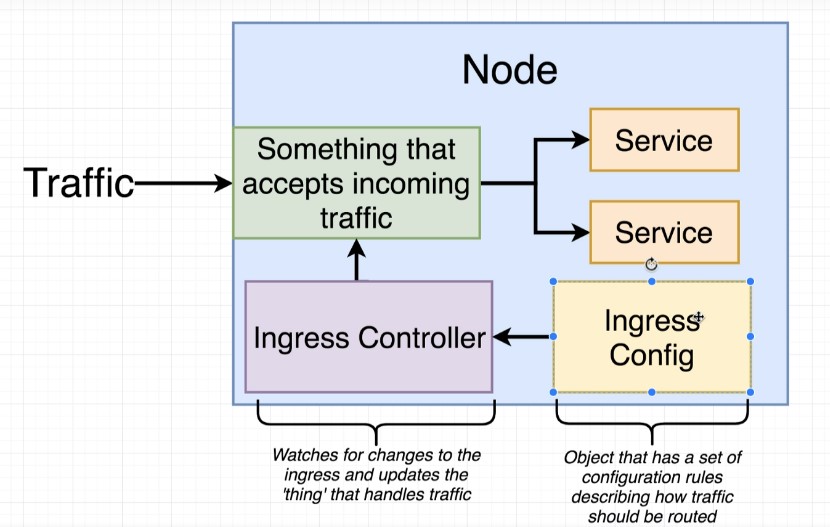 Node
Traffic
Something that
accepts incoming
traffic
Service
Service
Ingress Controller
Ingress
Config
Watches for changes to the
ingress and updates the
'thing' that handles traffic
Object that has a set of
configuration rules
describing how traffic
should be routed